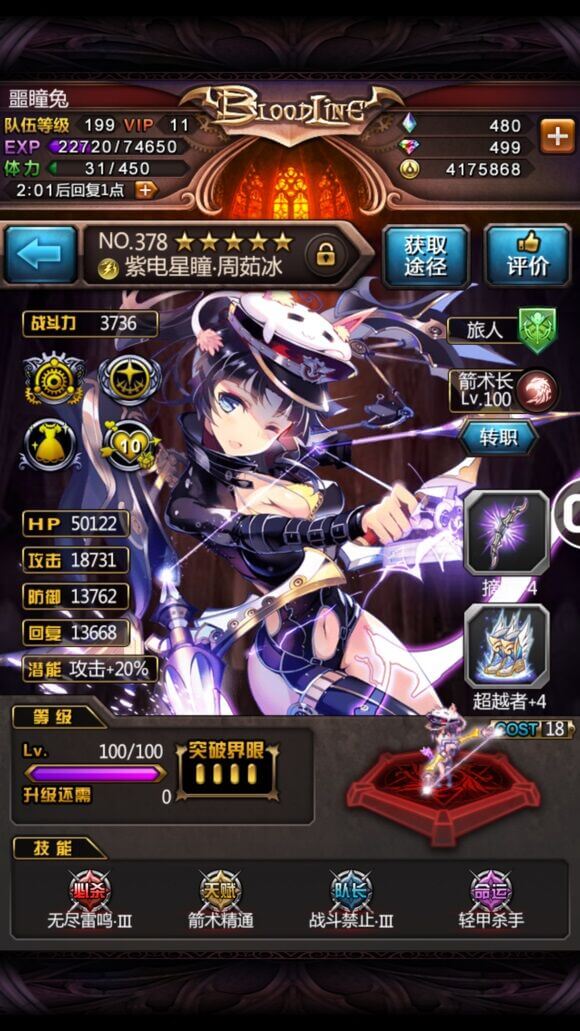 噩瞳兔
BLOODLINE
队伍等级 199 VIP 11
480
EXP 22720/74650
499
体力 31/450
4175868
2:01后回复1点
NO.378
紫电星瞳·周茹冰
获取
途径
评价
战斗力 3736
旅人
箭术长
Lv.100
转职
10
HP 50122
攻击 18731
防御 13762
回复 13668
潜能 攻击+20%
摘 4
超越者+4
等级
COST 18
Lv. 100/100
突破界限
升级还需 0
技能
必杀
天赋
队长
命运
无尽雷鸣·Ⅲ
箭术精通
战斗禁止·Ⅲ
轻甲杀手